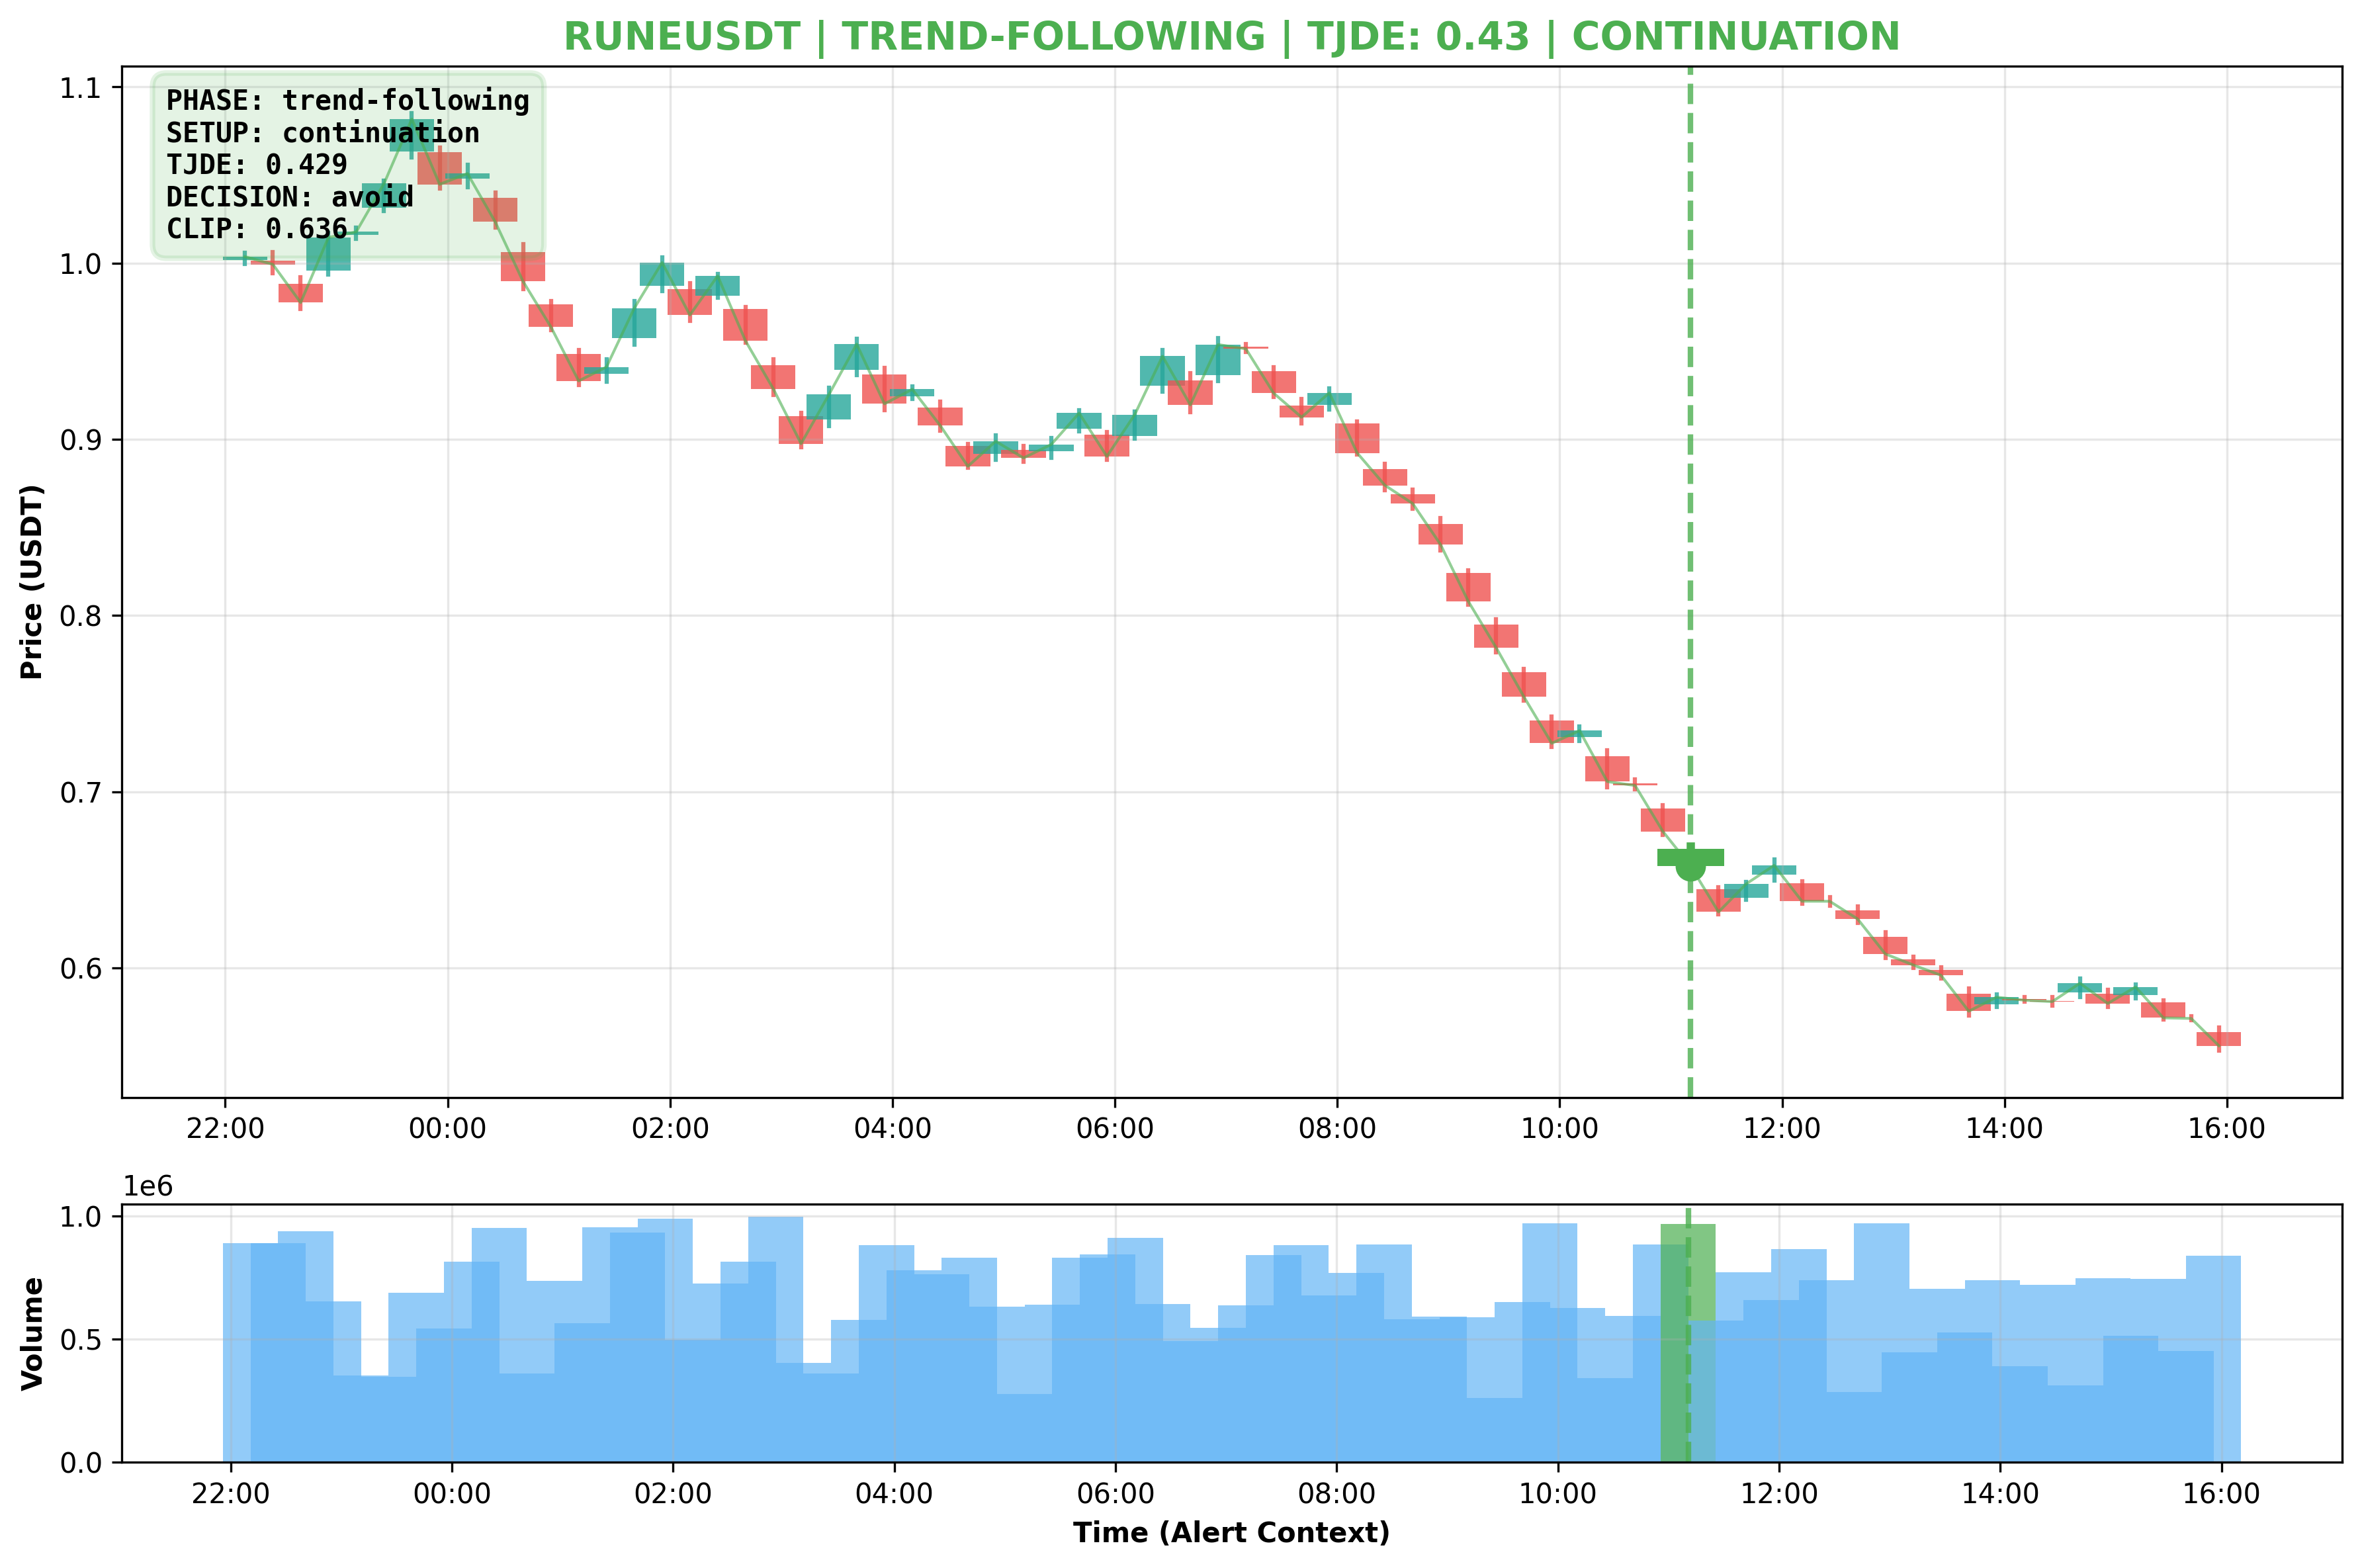 RUNEUSDT | TREND-FOLLOWING | TJDE: 0.43 | CONTINUATION
PHASE: trend-following
SETUP: continuation
TJDE: 0.429
DECISION: avoid
CLIP: 0.636
Price (USDT)
1.1
1.0
0.9
0.8
0.7
0.6
22:00 00:00 02:00 04:00 06:00 08:00 10:00 12:00 14:00 16:00
1e6
Volume
1.0
0.5
0.0
22:00 00:00 02:00 04:00 06:00 08:00 10:00 12:00 14:00 16:00
Time (Alert Context)